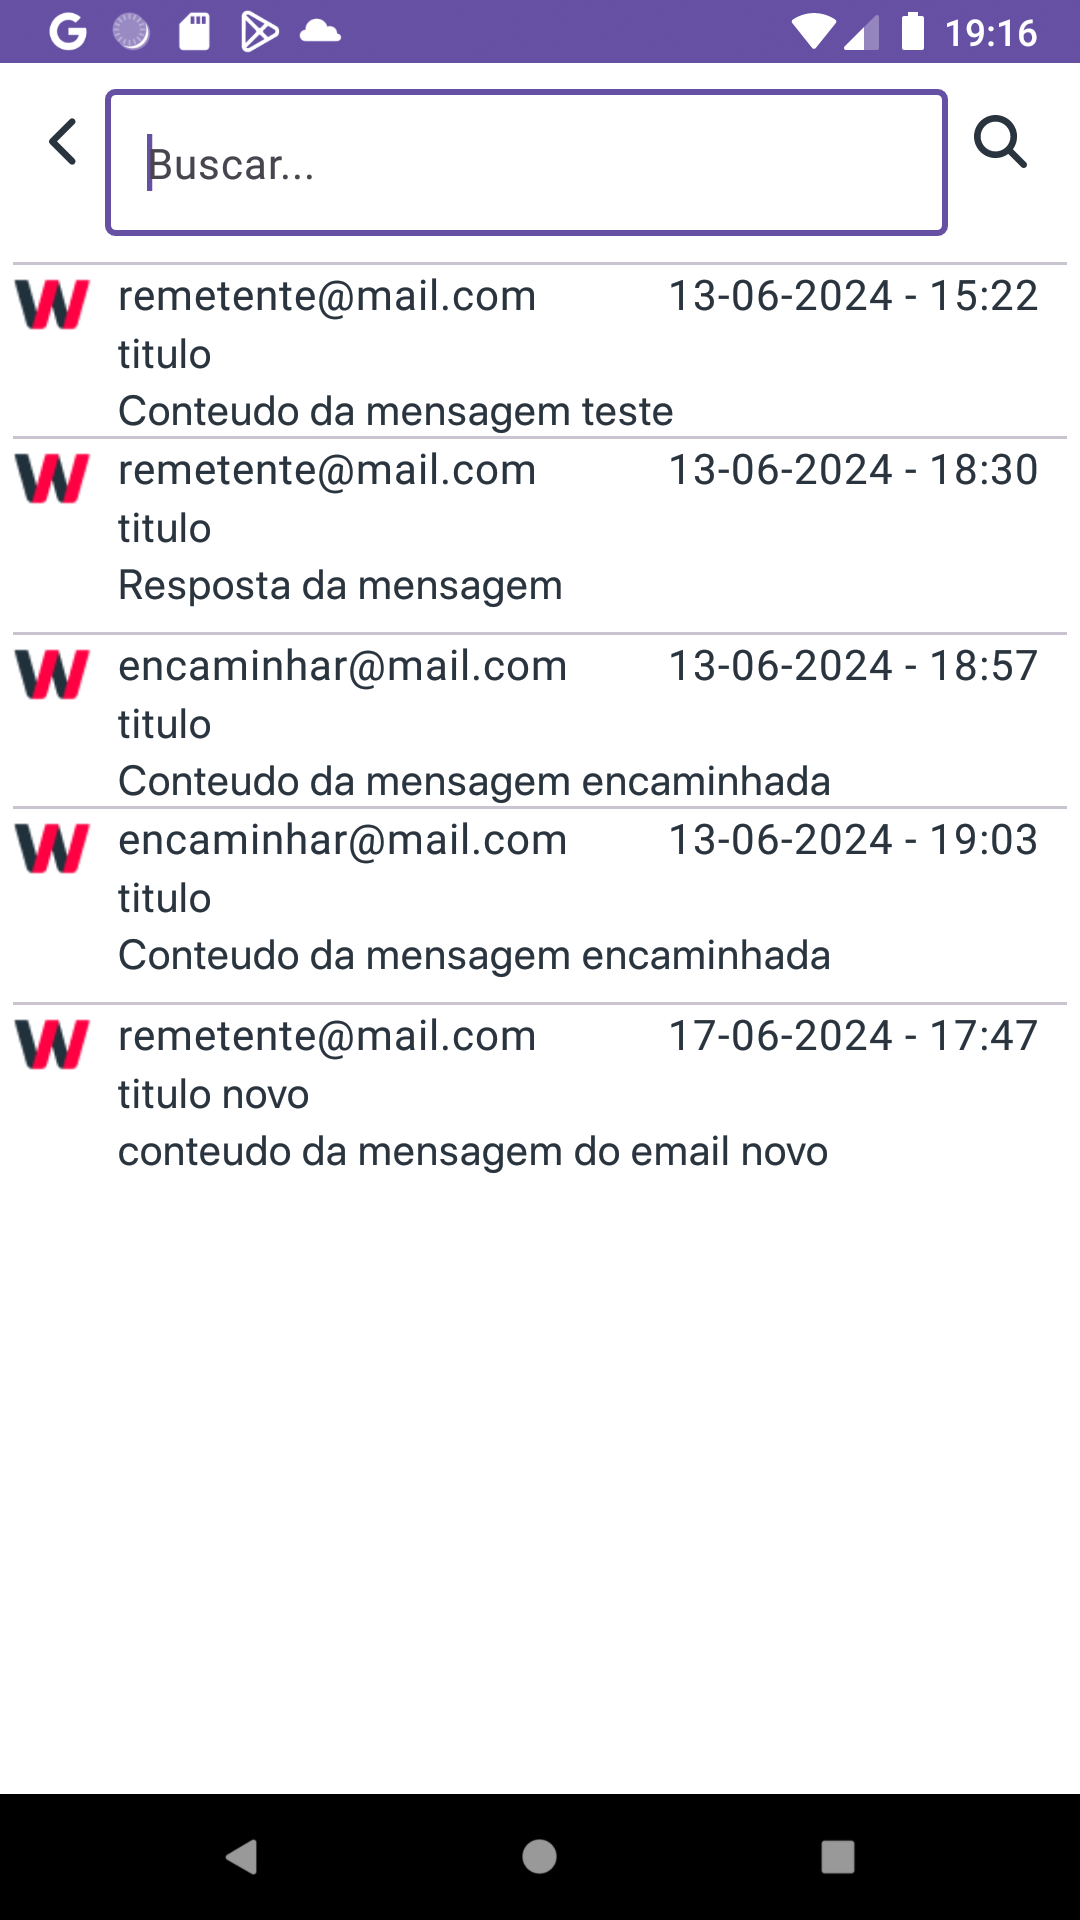 19:16
Buscar...
remetente@mail.com 13-06-2024 - 15:22
titulo
Conteudo da mensagem teste
remetente@mail.com 13-06-2024 - 18:30
titulo
Resposta da mensagem
encaminhar@mail.com 13-06-2024 - 18:57
titulo
Conteudo da mensagem encaminhada
encaminhar@mail.com 13-06-2024 - 19:03
titulo
Conteudo da mensagem encaminhada
remetente@mail.com 17-06-2024 - 17:47
titulo novo
conteudo da mensagem do email novo